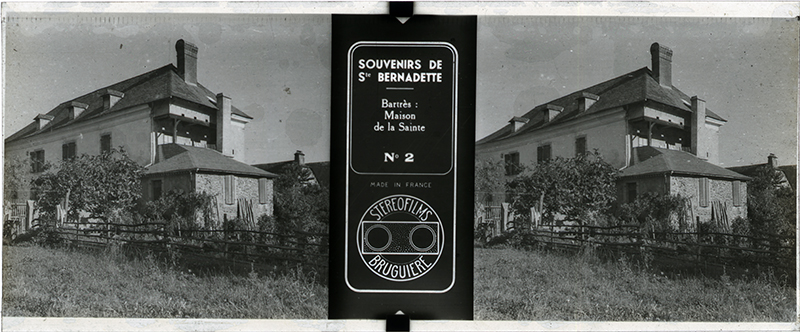 SOUVENIRS DE
Ste BERNADETTE
Bartrès :
Maison
de la Sainte
No 2
MADE IN FRANCE
STEREOFILMS
BRUGUIERE